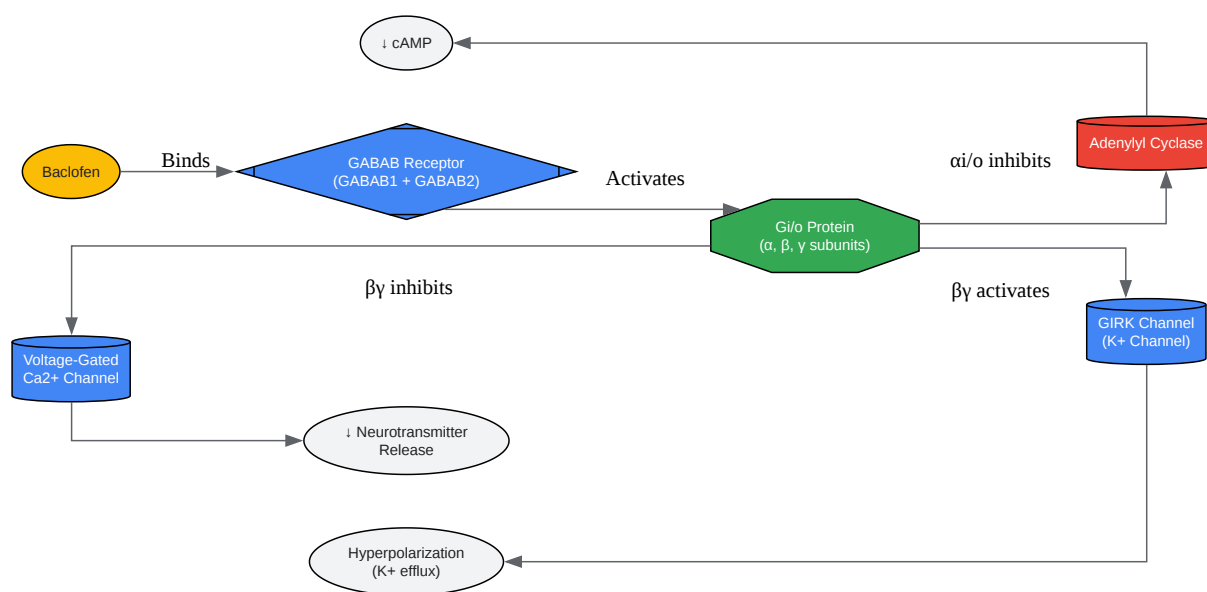 ↓ cAMP
Adenylyl Cyclase
Baclofen
Binds
GABAB Receptor
(GABAB1 + GABAB2)
Activates
αi/o inhibits
Gi/o Protein
(α, β, γ subunits)
βγ inhibits
βγ activates
Voltage-Gated
Ca2+ Channel
GIRK Channel
(K+ Channel)
↓ Neurotransmitter
Release
Hyperpolarization
(K+ efflux)